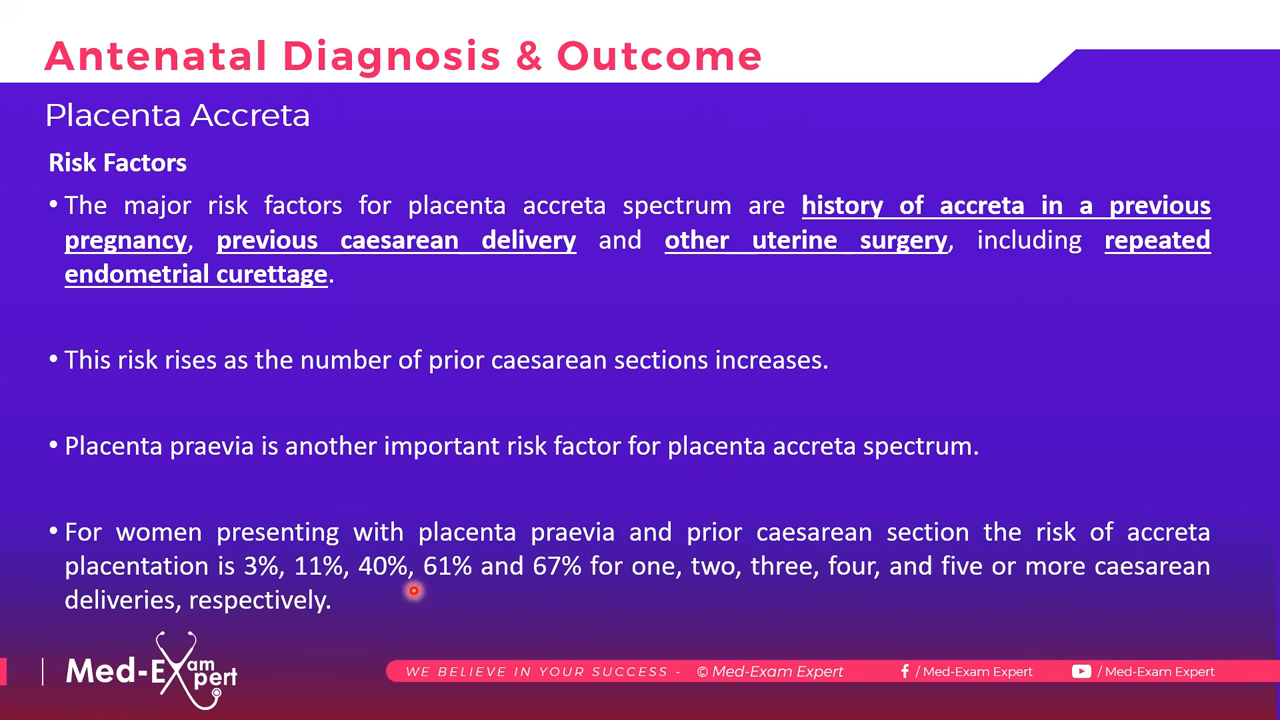 Antenatal Diagnosis & Outcome
Placenta Accreta
Risk Factors
• The major risk factors for placenta accreta spectrum are history of accreta in a previous
pregnancy, previous caesarean delivery and other uterine surgery, including repeated
endometrial curettage.
• This risk rises as the number of prior caesarean sections increases.
• Placenta praevia is another important risk factor for placenta accreta spectrum.
• For women presenting with placenta praevia and prior caesarean section the risk of accreta
placentation is 3%, 11%, 40%, 61% and 67% for one, two, three, four, and five or more caesarean
deliveries, respectively.
Med-Exam Expert
WE BELIEVE IN YOUR SUCCESS - © Med-Exam Expert / Med-Exam Expert / Med-Exam Expert